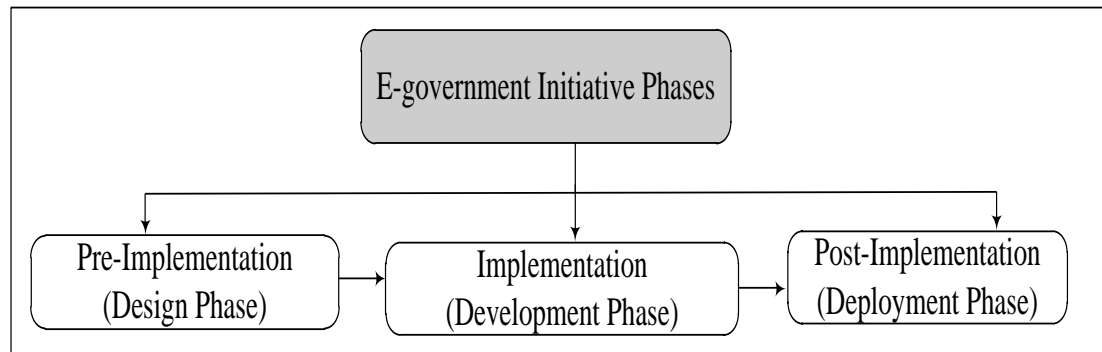 E-government Initiative Phases
Pre-Implementation
(Design Phase)
Implementation
(Development Phase)
Post-Implementation
(Deployment Phase)